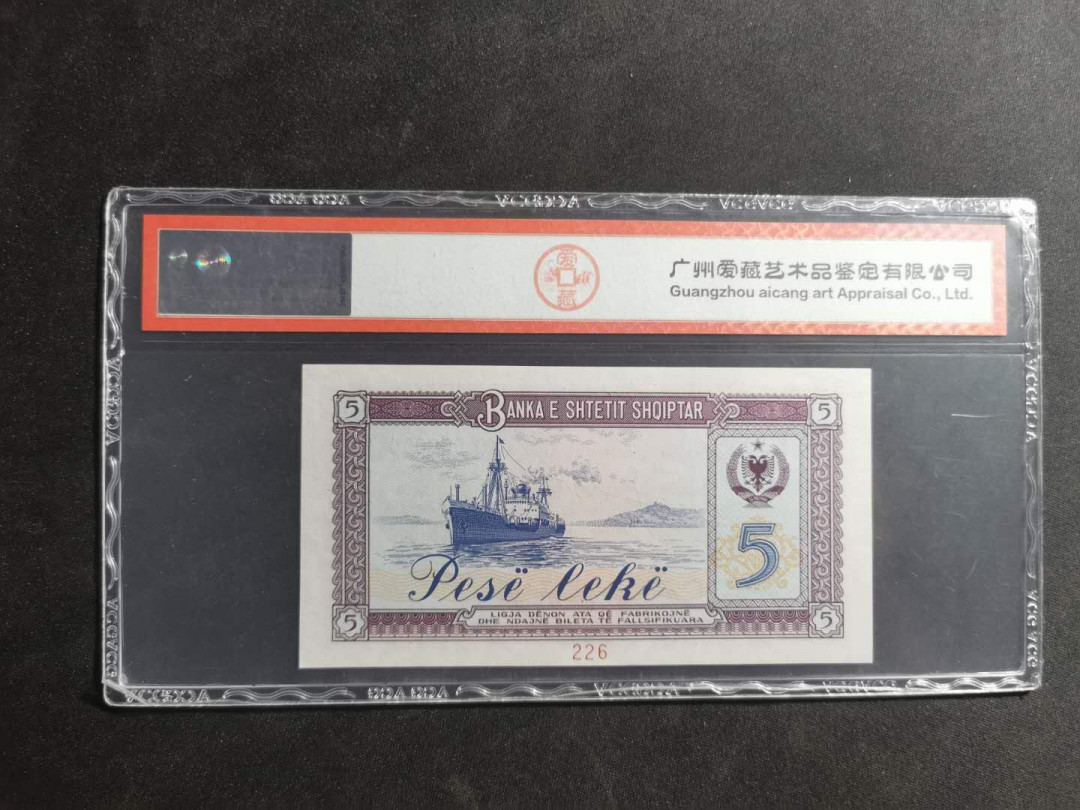 爱藏
广州爱藏艺术品鉴定有限公司
Guangzhou aicang art Appraisal Co., Ltd.
5
BANKA E SHTETIT SHQIPTAR
5
5
Pesë lekë
5
LIGJA DËNON ATA QË FABRIKOJNË
DHE NDAJNË BILETA TË FALLSIFIKUARA
5
226